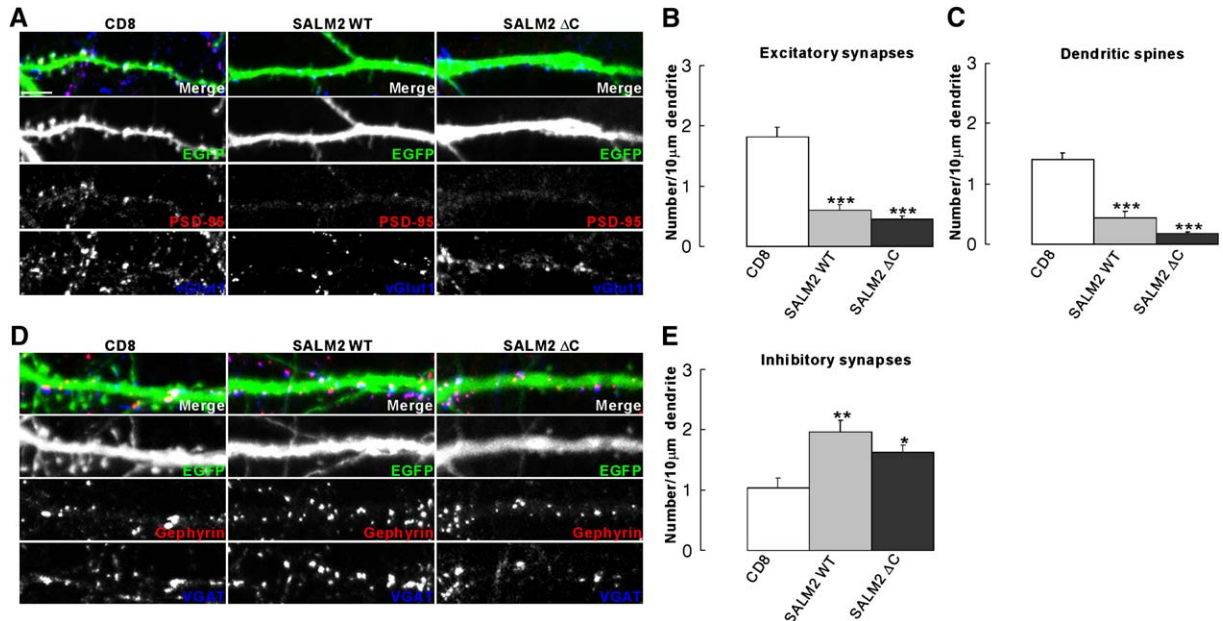 A
CD8
SALM2 WT
SALM2 ΔC
Merge
Merge
Merge
EGFP
EGFP
EGFP
PSD-95
PSD-95
PSD-95
vGlut1
vGlut1
vGlut1
B
Excitatory synapses
Number/10μm dendrite
3
2
1
0
***
***
CD8
SALM2 WT
SALM2 ΔC
C
Dendritic spines
Number/10μm dendrite
3
2
1
0
***
***
CD8
SALM2 WT
SALM2 ΔC
D
CD8
SALM2 WT
SALM2 ΔC
Merge
Merge
Merge
EGFP
EGFP
EGFP
Gephyrin
Gephyrin
Gephyrin
VGAT
VGAT
VGAT
E
Inhibitory synapses
Number/10μm dendrite
3
2
1
0
**
*
CD8
SALM2 WT
SALM2 ΔC